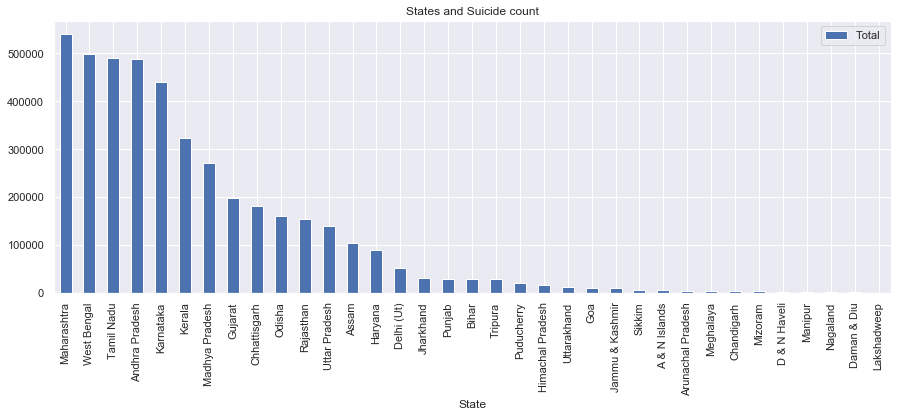 States and Suicide count
Total
500000
400000
300000
200000
100000
0
Maharashtra
West Bengal
Tamil Nadu
Andhra Pradesh
Karnataka
Kerala
Madhya Pradesh
Gujarat
Chhattisgarh
Odisha
Rajasthan
Uttar Pradesh
Assam
Haryana
Delhi (Ut)
Jharkhand
Punjab
Bihar
Tripura
Puducherry
Himachal Pradesh
Uttarakhand
Goa
Jammu & Kashmir
Sikkim
A & N Islands
Arunachal Pradesh
Meghalaya
Chandigarh
Mizoram
D & N Haveli
Manipur
Nagaland
Daman & Diu
Lakshadweep
State